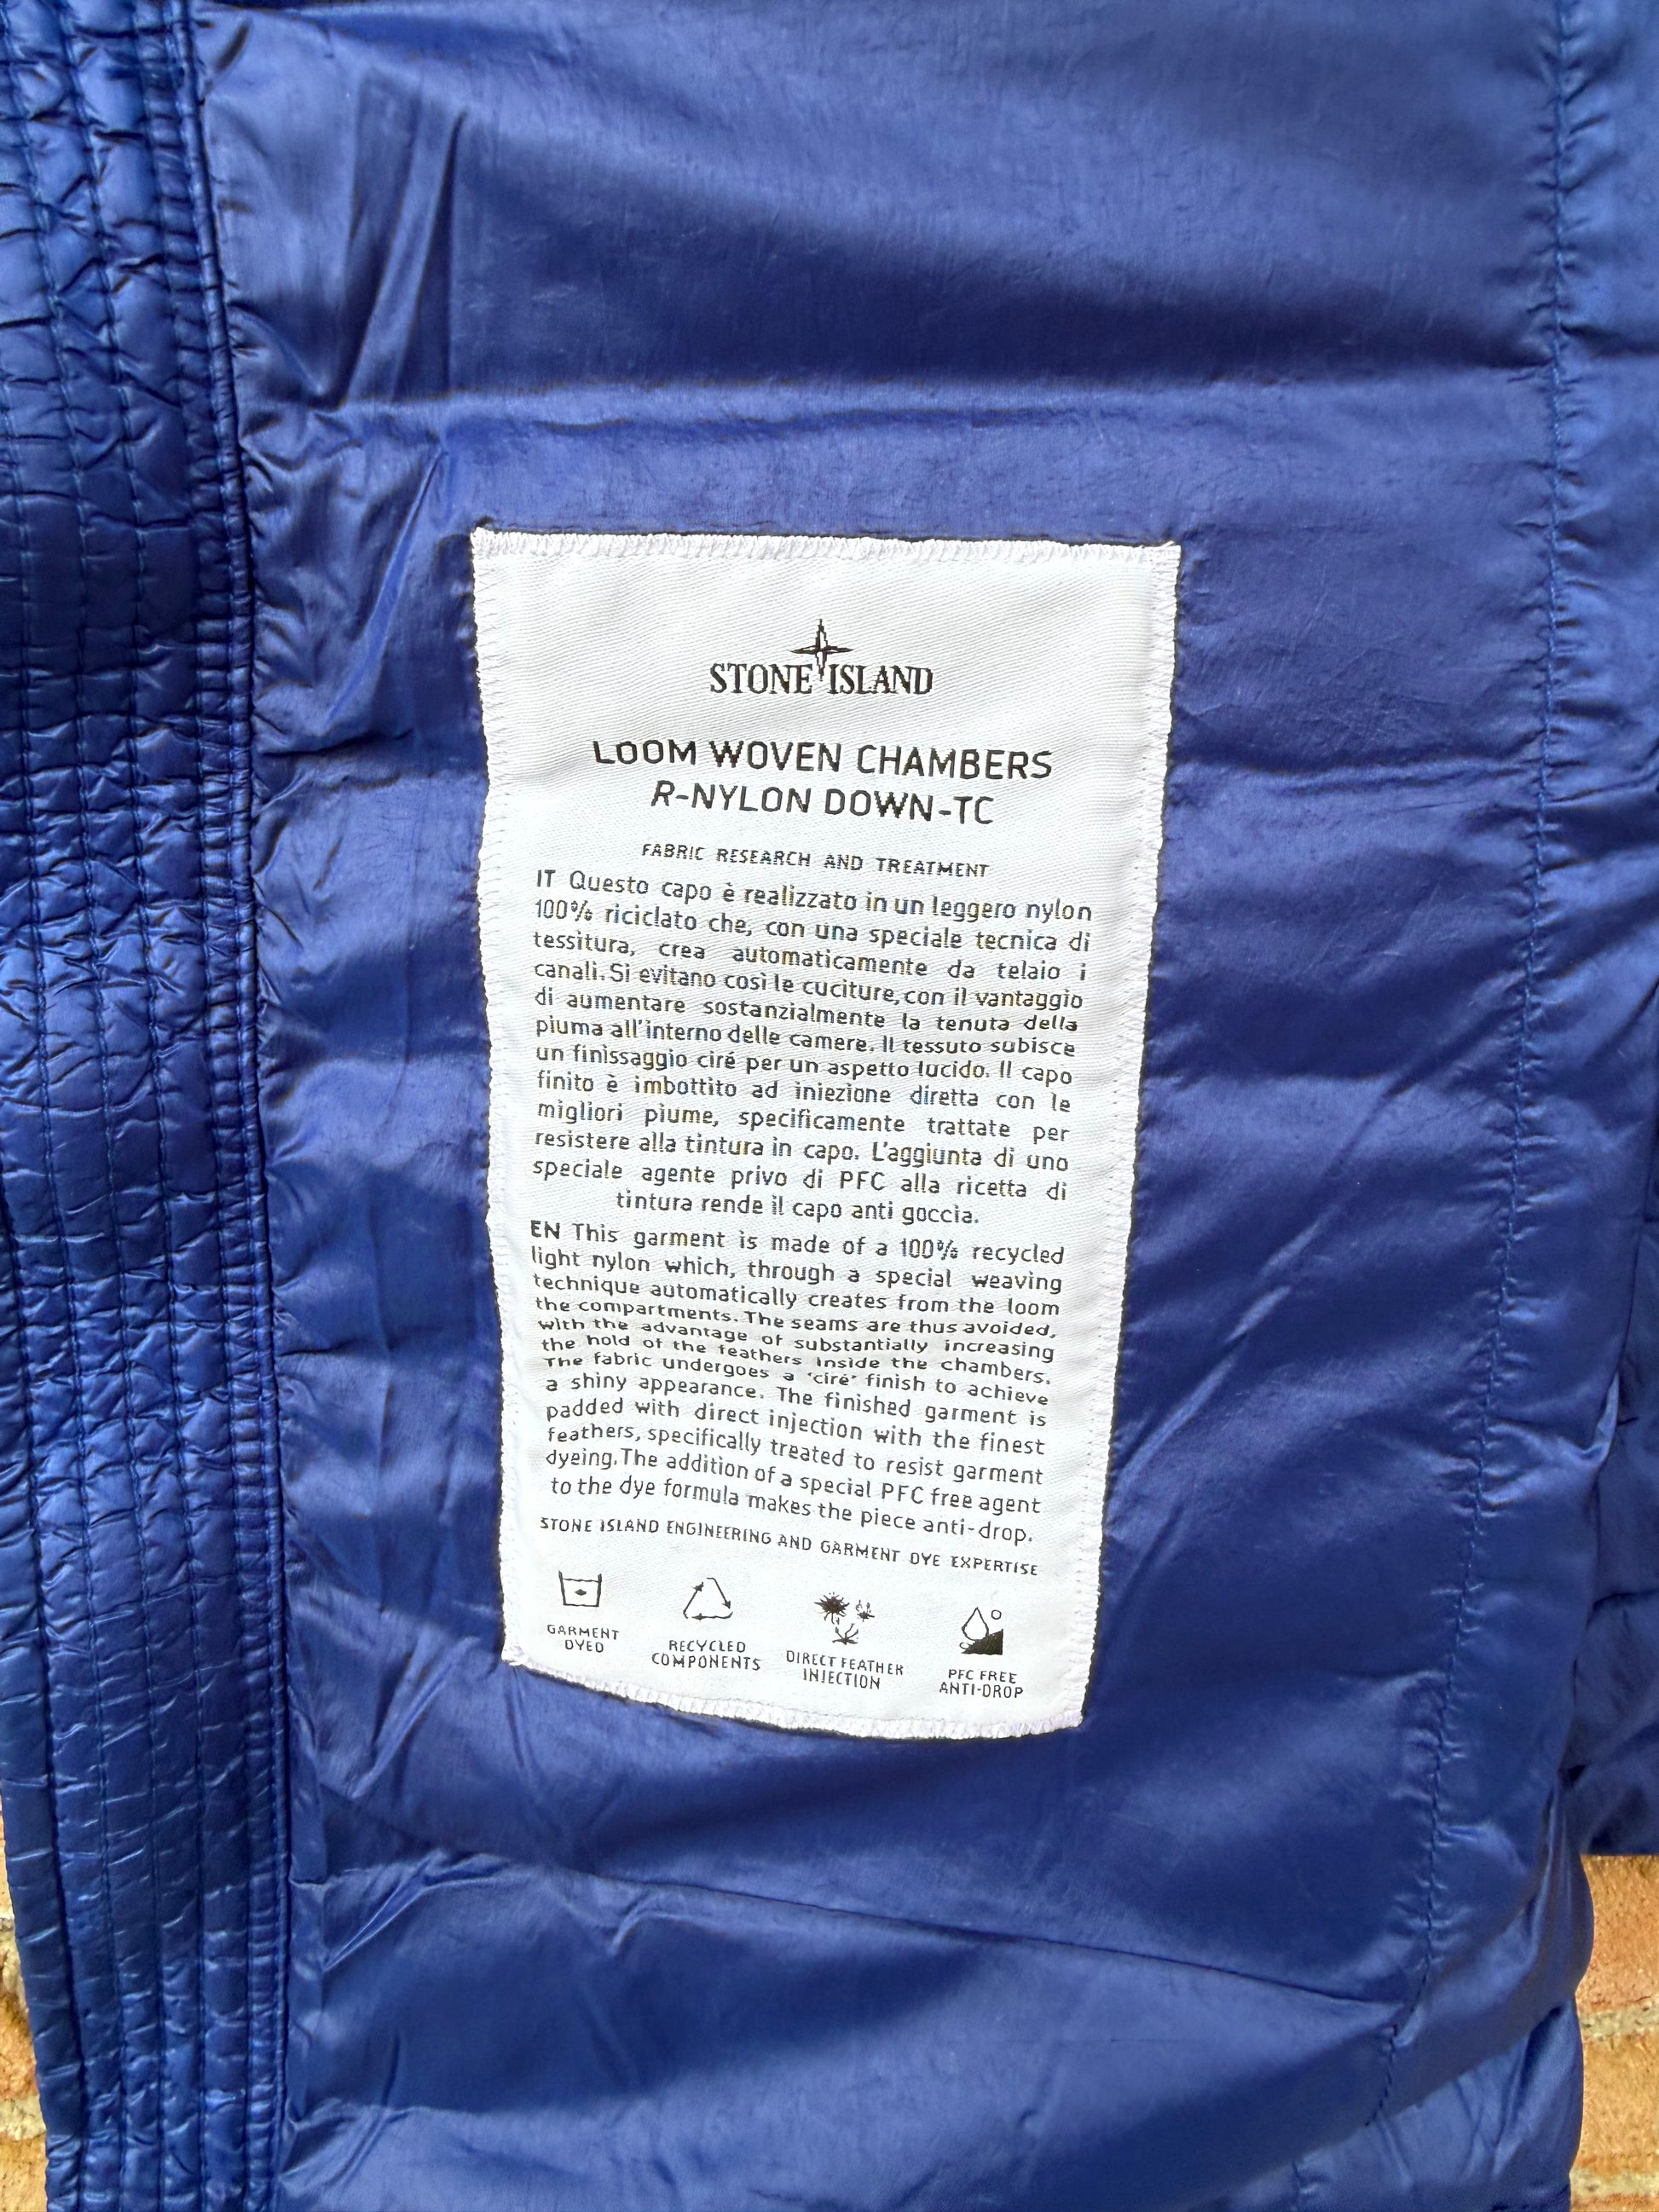 STONE ISLAND
LOOM WOVEN CHAMBERS
R-NYLON DOWN-TC
FABRIC RESEARCH AND TREATMENT
IT Questo capo è realizzato in un leggero nylon
100% riciclato che, con una speciale tecnica di
tessitura, crea automaticamente da telaio i
canali. Si evitano così le cuciture, con il vantaggio
di aumentare sostanzialmente la tenuta della
piuma all'interno delle camere. Il tessuto subisce
un finissaggio ciré per un aspetto lucido. Il capo
finito è imbottito ad iniezione diretta con le
migliori piume, specificamente trattate per
resistere alla tintura in capo. L'aggiunta di uno
speciale agente privo di PFC alla ricetta di
tintura rende il capo anti goccia.
EN This garment is made of a 100% recycled
light nylon which, through a special weaving
technique automatically creates from the loom
the compartments. The seams are thus avoided,
with the advantage of substantially increasing
the hold of the feathers inside the chambers.
The fabric undergoes a 'ciré' finish to achieve
a shiny appearance. The finished garment is
padded with direct injection with the finest
feathers, specifically treated to resist garment
dyeing. The addition of a special PFC free agent
to the dye formula makes the piece anti-drop.
STONE ISLAND ENGINEERING AND GARMENT DYE EXPERTISE
GARMENT
DYED
RECYCLED
COMPONENTS
DIRECT FEATHER
INJECTION
PFC FREE
ANTI-DROP